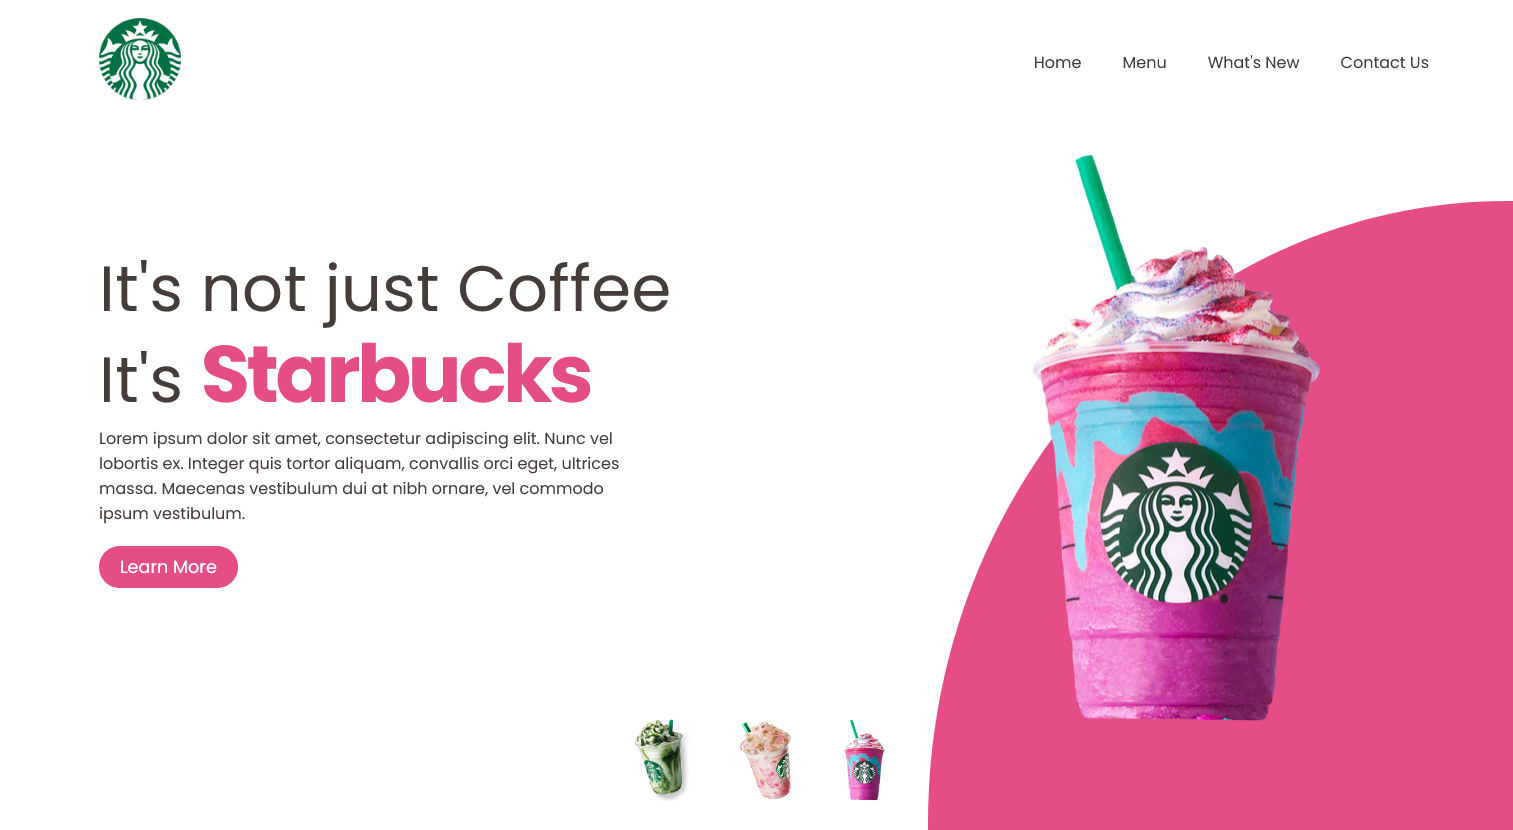 Home Menu What's New Contact Us
It's not just Coffee
It's Starbucks
Lorem ipsum dolor sit amet, consectetur adipiscing elit. Nunc vel
lobortis ex. Integer quis tortor aliquam, convallis orci eget, ultrices
massa. Maecenas vestibulum dui at nibh ornare, vel commodo
ipsum vestibulum.
Learn More